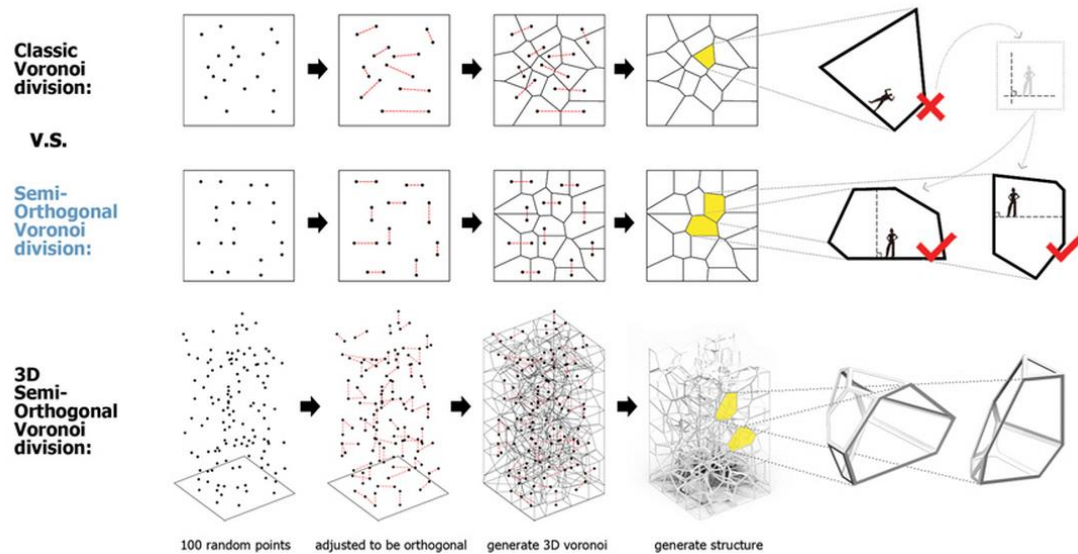 Classic
Voronoi
division:
V.S.
Semi-
Orthogonal
Voronoi
division:
3D
Semi-
Orthogonal
Voronoi
division:
100 random points
adjusted to be orthogonal
generate 3D voronoi
generate structure